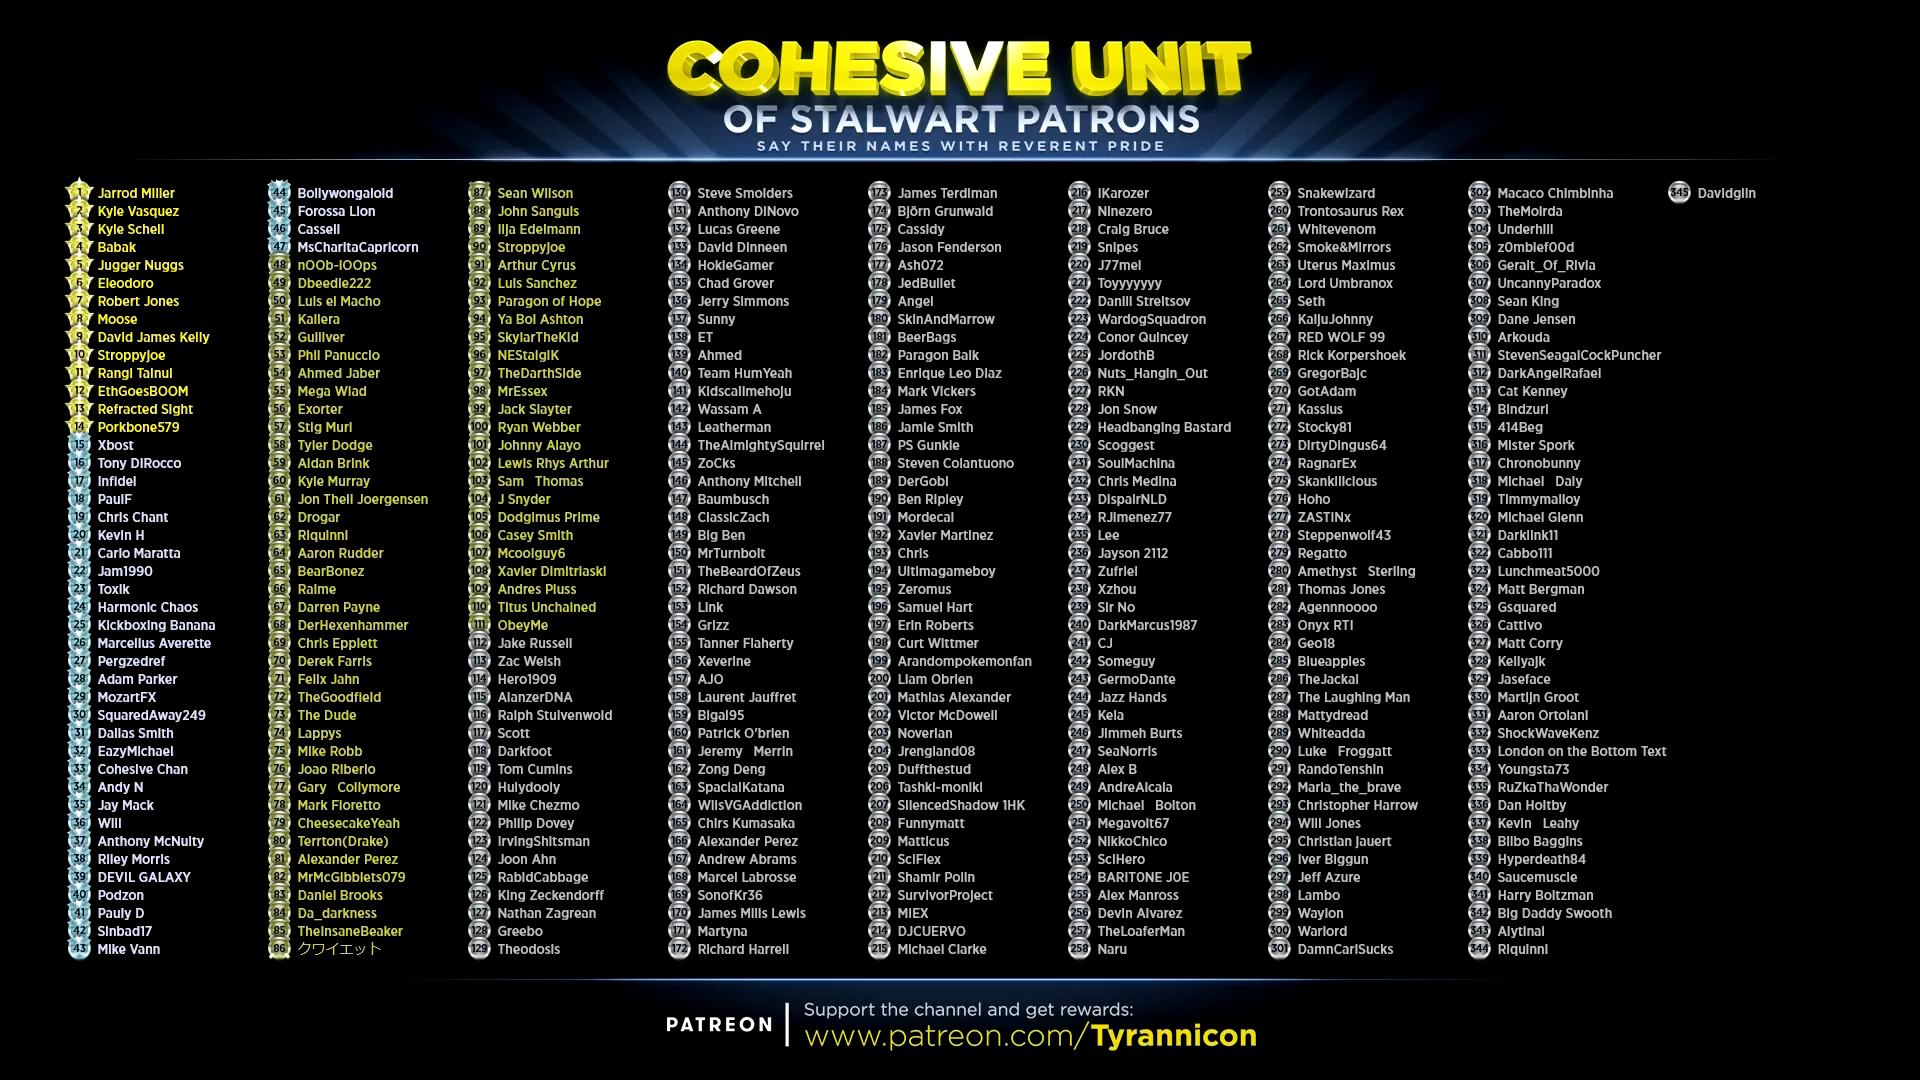 COHESIVE UNIT
OF STALWART PATRONS
SAY THEIR NAMES WITH REVERENT PRIDE
1 Jarrod Miller
2 Kyle Vasquez
3 Kyle Schell
4 Babak
5 Jugger Nuggs
6 Eleodoro
7 Robert Jones
8 Moose
9 David James Kelly
10 Stroppyjoe
11 Rangi Tainui
12 EthGoesBOOM
13 Refracted Sight
14 Porkbone579
15 Xbost
16 Tony DiRocco
17 Infidel
18 PaulF
19 Chris Chant
20 Kevin H
21 Carlo Maratta
22 Jam1990
23 Toxik
24 Harmonic Chaos
25 Kickboxing Banana
26 Marcellus Averette
27 Pergzedref
28 Adam Parker
29 MozartFX
30 SquaredAway249
31 Dallas Smith
32 EazyMichael
33 Cohesive Chan
34 Andy N
35 Jay Mack
36 Will
37 Anthony McNulty
38 Riley Morris
39 DEVIL GALAXY
40 Podzon
41 Pauly D
42 Sinbad17
43 Mike Vann
44 Bollywongaloid
45 Forossa Lion
46 Cassell
47 MsCharitaCapricorn
48 nOOb-lOOps
49 Dbeedle222
50 Luis el Macho
51 Kallera
52 Gulliver
53 Phil Panuccio
54 Ahmed Jaber
55 Mega Wlad
56 Exorter
57 Stig Murl
58 Tyler Dodge
59 Aidan Brink
60 Kyle Murray
61 Jon Theil Joergensen
62 Drogar
63 Riquinni
64 Aaron Rudder
65 BearBonez
66 Raime
67 Darren Payne
68 DerHexenhammer
69 Chris Epplett
70 Derek Farris
71 Felix Jahn
72 TheGoodfield
73 The Dude
74 Lappys
75 Mike Robb
76 Joao Riberio
77 Gary Collymore
78 Mark Fioretto
79 CheesecakeYeah
80 Terrton(Drake)
81 Alexander Perez
82 MrMcGibblets079
83 Daniel Brooks
84 Da_darkness
85 TheInsaneBeaker
86 クワイエット
87 Sean Wilson
88 John Sanguis
89 Ilja Edelmann
90 Stroppyjoe
91 Arthur Cyrus
92 Luis Sanchez
93 Paragon of Hope
94 Ya Boi Ashton
95 SkylarTheKid
96 NEStalgIK
97 TheDarthSide
98 MrEssex
99 Jack Slayter
100 Ryan Webber
101 Johnny Alayo
102 Lewis Rhys Arthur
103 Sam Thomas
104 J Snyder
105 Dodgimus Prime
106 Casey Smith
107 Mcoolguy6
108 Xavier Dimitriaski
109 Andres Pluss
110 Titus Unchained
111 ObeyMe
112 Jake Russell
113 Zac Welsh
114 Hero1909
115 AlanzerDNA
116 Ralph Stuivenwold
117 Scott
118 Darkfoot
119 Tom Cumins
120 Hulydooly
121 Mike Chezmo
122 Philip Dovey
123 IrvingShitsman
124 Joon Ahn
125 RabidCabbage
126 King Zeckendorff
127 Nathan Zagrean
128 Greebo
129 Theodosis
130 Steve Smolders
131 Anthony DiNovo
132 Lucas Greene
133 David Dinneen
134 HokieGamer
135 Chad Grover
136 Jerry Simmons
137 Sunny
138 ET
139 Ahmed
140 Team HumYeah
141 Kidscallmehoju
142 Wassam A
143 Leatherman
144 TheAlmightySquirrel
145 ZoCks
146 Anthony Mitchell
147 Baumbusch
148 ClassicZach
149 Big Ben
150 MrTurnbolt
151 TheBeardOfZeus
152 Richard Dawson
153 Link
154 Grizz
155 Tanner Flaherty
156 Xeverine
157 AJO
158 Laurent Jauffret
159 Bigal95
160 Patrick O'brien
161 Jeremy Merrin
162 Zong Deng
163 SpacialKatana
164 WilsVGAddiction
165 Chirs Kumasaka
166 Alexander Perez
167 Andrew Abrams
168 Marcel Labrosse
169 SonofKr36
170 James Mills Lewis
171 Martyna
172 Richard Harrell
173 James Terdiman
174 Björn Grunwald
175 Cassidy
176 Jason Fenderson
177 Ash072
178 JedBullet
179 Angel
180 SkinAndMarrow
181 BeerBags
182 Paragon Balk
183 Enrique Leo Diaz
184 Mark Vickers
185 James Fox
186 Jamie Smith
187 PS Gunkle
188 Steven Colantuono
189 DerGobi
190 Ben Ripley
191 Mordecal
192 Xavier Martinez
193 Chris
194 Ultimagameboy
195 Zeromus
196 Samuel Hart
197 Erin Roberts
198 Curt Wittmer
199 Arandompokemonfan
200 Liam Obrien
201 Mathias Alexander
202 Victor McDowell
203 Noverian
204 Jrengland08
205 Duffthestud
206 Tashki-moniki
207 SilencedShadow 1HK
208 Funnymatt
209 Matticus
210 SciFlex
211 Shamir Polin
212 SurvivorProject
213 MIEX
214 DJCUERVO
215 Michael Clarke
216 IKarozer
217 Ninezero
218 Craig Bruce
219 Snipes
220 J77mel
221 Toyyyyyyy
222 Daniil Streltsov
223 WardogSquadron
224 Conor Quincey
225 JordothB
226 Nuts_Hangin_Out
227 RKN
228 Jon Snow
229 Headbanging Bastard
230 Scoggest
231 SoulMachina
232 Chris Medina
233 DispairNLD
234 RJimenez77
235 Lee
236 Jayson 2112
237 Zufriel
238 Xzhou
239 Sir No
240 DarkMarcus1987
241 CJ
242 Someguy
243 GermoDante
244 Jazz Hands
245 Kela
246 Jimmeh Burts
247 SeaNorris
248 Alex B
249 AndreAlcala
250 Michael Bolton
251 Megavolt67
252 NikkoChico
253 SciHero
254 BARITONE JOE
255 Alex Manross
256 Devin Alvarez
257 TheLoaferMan
258 Naru
259 Snakewizard
260 Trontosaurus Rex
261 Whitevenom
262 Smoke&Mirrors
263 Uterus Maximus
264 Lord Umbranox
265 Seth
266 KaijuJohnny
267 RED WOLF 99
268 Rick Korpershoek
269 GregorBajc
270 GotAdam
271 Kassius
272 Stocky81
273 DirtyDingus64
274 RagnarEx
275 Skanklicious
276 Hoho
277 ZASTINx
278 Steppenwolf43
279 Regatto
280 Amethyst Sterling
281 Thomas Jones
282 Agennnoooo
283 Onyx RTI
284 Geo18
285 Blueapples
286 TheJackal
287 The Laughing Man
288 Mattydread
289 Whiteadda
290 Luke Froggatt
291 RandoTenshin
292 Maria_the_brave
293 Christopher Harrow
294 Will Jones
295 Christian jauert
296 Iver Biggun
297 Jeff Azure
298 Lambo
299 Waylon
300 Warlord
301 DamnCarlSucks
302 Macaco Chimbinha
303 TheMoirda
304 Underhill
305 z0mbief00d
306 Geralt_Of_Rivia
307 UncannyParadox
308 Sean King
309 Dane Jensen
310 Arkouda
311 StevenSeagalCockPuncher
312 DarkAngelRafael
313 Cat Kenney
314 Bindzuri
315 414Beg
316 Mister Spork
317 Chronobunny
318 Michael Daly
319 Timmymalloy
320 Michael Glenn
321 Darklink11
322 Cabbo111
323 Lunchmeat5000
324 Matt Bergman
325 Gsquared
326 Cattivo
327 Matt Corry
328 Kellyajk
329 Jaseface
330 Martijn Groot
331 Aaron Ortolani
332 ShockWaveKenz
333 London on the Bottom Text
334 Youngsta73
335 RuZkaThaWonder
336 Dan Holtby
337 Kevin Leahy
338 Bilbo Baggins
339 Hyperdeath84
340 Saucemuscle
341 Harry Boltzman
342 Big Daddy Swooth
343 Alytinal
344 Riquinni
345 Davidglln
PATREON
Support the channel and get rewards:
www.patreon.com/Tyrannicon